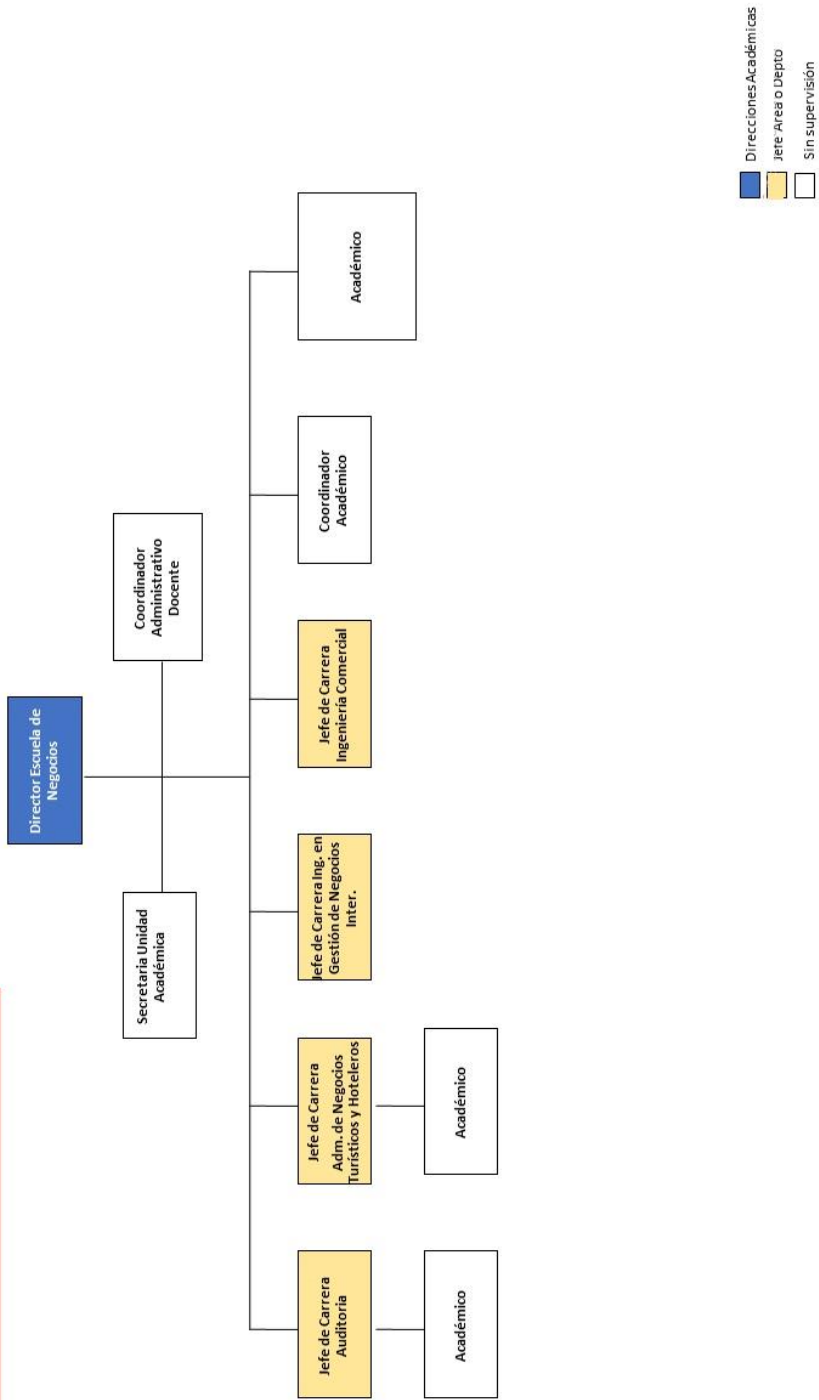 Director Escuela de
Negocios
Secretaria Unidad
Académica
Coordinador
Administrativo
Docente
Jefe de Carrera
Auditoria
Jefe de Carrera
Adm. de Negocios
Turísticos y Hoteleros
Jefe de Carrera Ing. en
Gestión de Negocios
Inter.
Jefe de Carrera
Ingeniería Comercial
Coordinador
Académico
Académico
Académico
Académico
Direcciones Académicas
Jefe Area o Depto
Sin supervisión